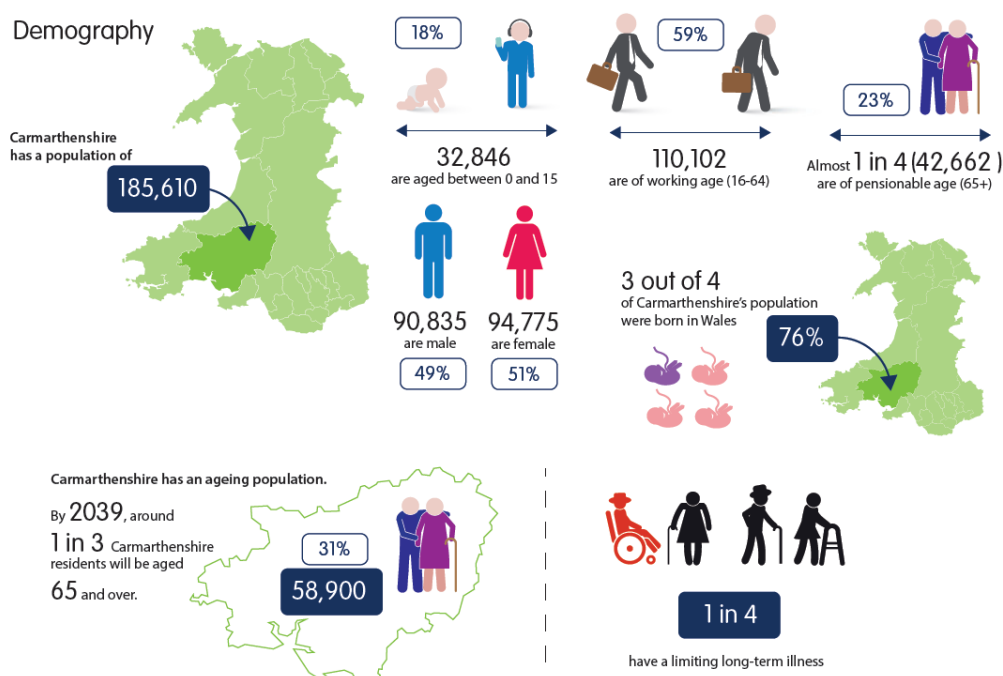 Demography
Carmarthenshire
has a population of
185,610
18%
32,846
are aged between 0 and 15
59%
110,102
are of working age (16-64)
23%
Almost 1 in 4 (42,662 )
are of pensionable age (65+)
90,835
are male
49%
94,775
are female
51%
3 out of 4
of Carmarthenshire's population
were born in Wales
76%
Carmarthenshire has an ageing population.
By 2039, around
1 in 3 Carmarthenshire
residents will be aged
65 and over.
31%
58,900
1 in 4
have a limiting long-term illness